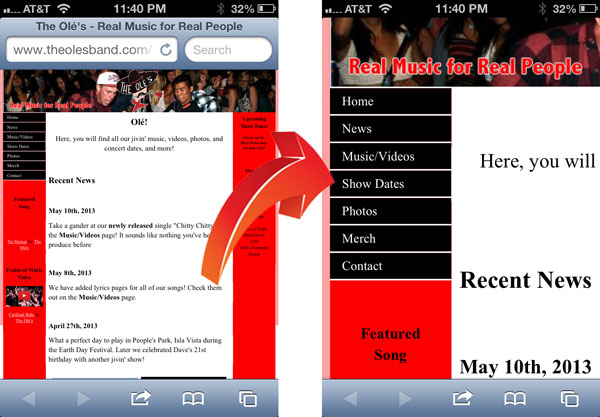 AT&T 11:40 PM 32%
The Olé's - Real Music for Real People
www.theolesband.com/ Search
Real Music for Real People
Home
News
Music/Videos
Show Dates
Photos
Merch
Contact
Featured
Song
No Strings
The
Olés
Featured Music
Video
Cardinal Rule
The Olé's
Olé!
Here, you will find all our jivin' music, videos, photos, and
concert dates, and more!
Recent News
May 10th, 2013
Take a gander at our newly released single "Chitty Chitty
the Music/Videos page! It sounds like nothing you've he
produce before
May 8th, 2013
We have added lyrics pages for all of our songs! Check them
out on the Music/Videos page.
April 27th, 2013
What a perfect day to play in People's Park, Isla Vista during
the Earth Day Festival. Later we celebrated Dave's 21st
birthday with another jivin' show!
Upcoming
Show Dates
AT&T 11:40 PM 32%
Real Music for Real People
Home
News
Music/Videos
Show Dates
Photos
Merch
Contact
Featured
Song
Here, you will
Recent News
May 10th, 2013